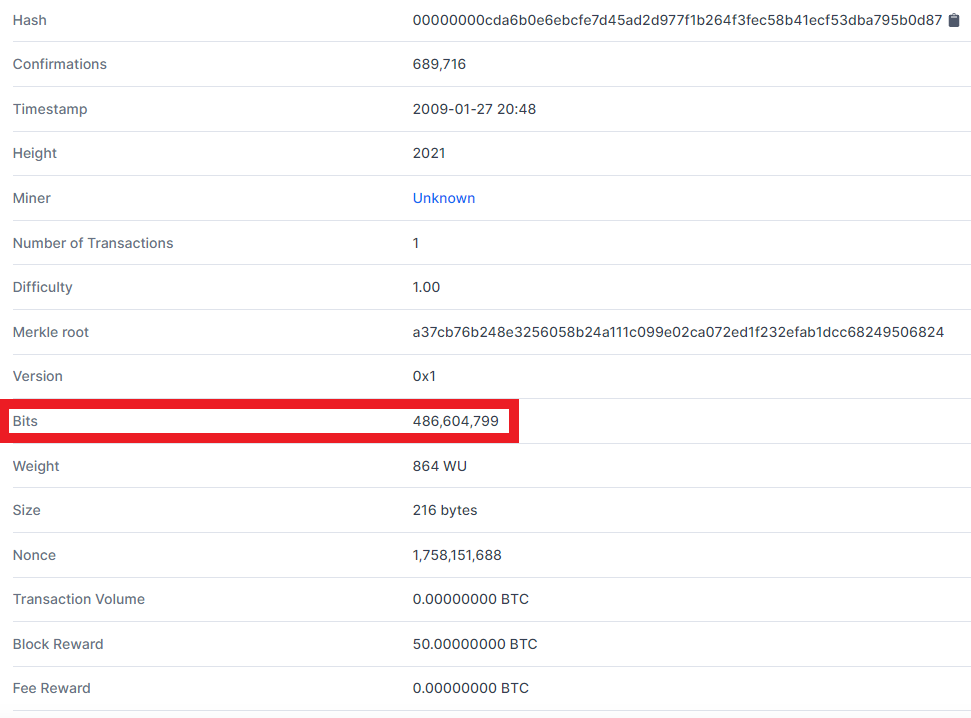 Hash 00000000cda6b0e6ebcfe7d45ad2d977f1b264f3fec58b41ecf53dba795b0d87
Confirmations 689,716
Timestamp 2009-01-27 20:48
Height 2021
Miner Unknown
Number of Transactions 1
Difficulty 1.00
Merkle root a37cb76b248e3256058b24a111c099e02ca072ed1f232efab1dcc68249506824
Version 0x1
Bits 486,604,799
Weight 864 WU
Size 216 bytes
Nonce 1,758,151,688
Transaction Volume 0.00000000 BTC
Block Reward 50.00000000 BTC
Fee Reward 0.00000000 BTC